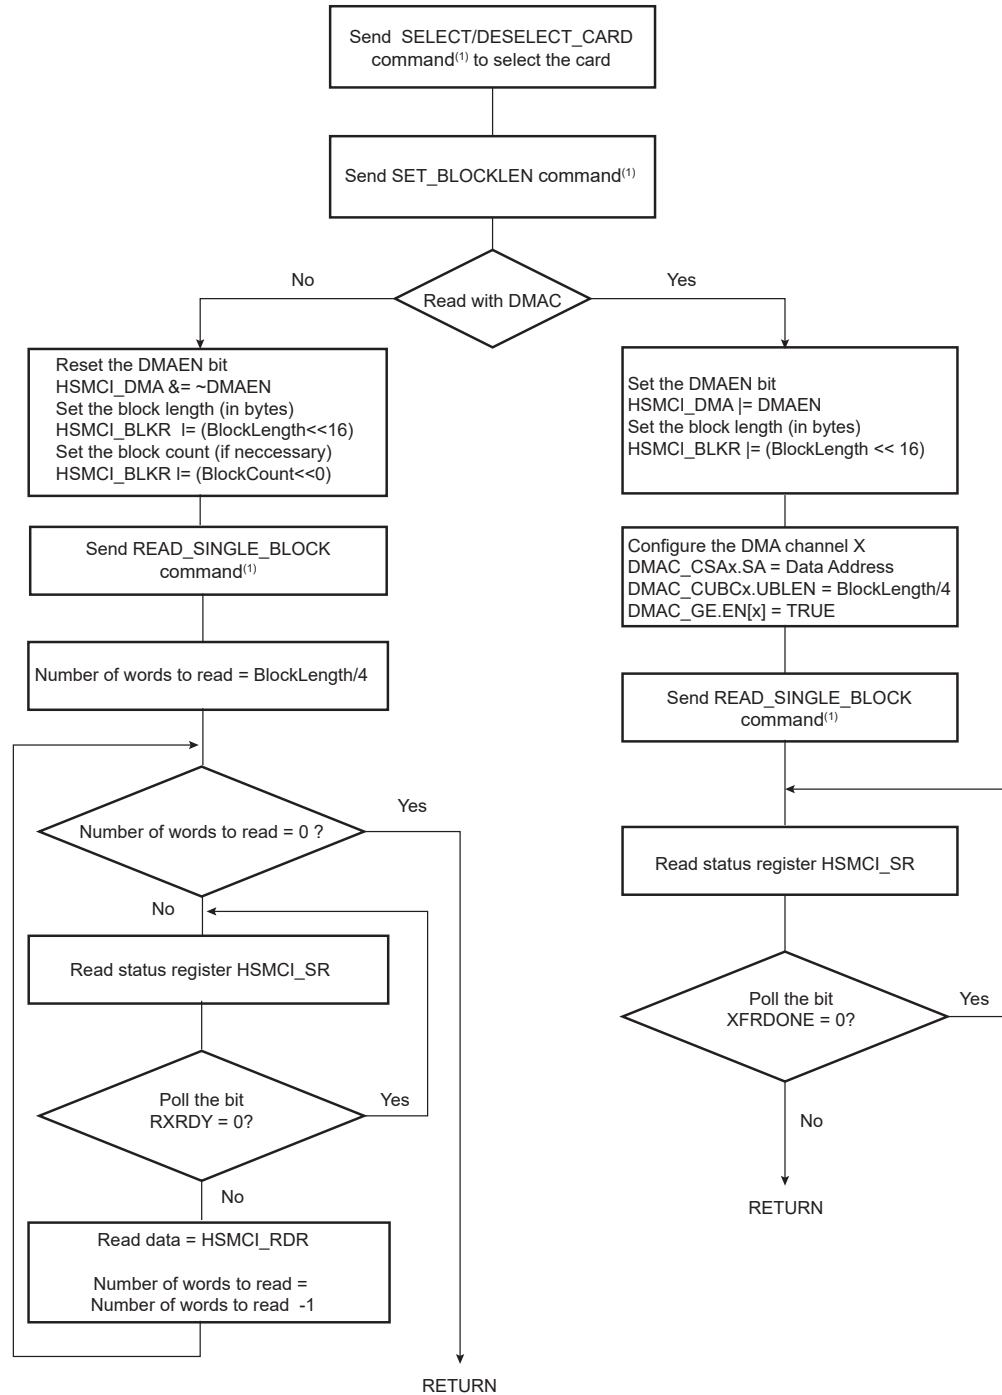 Send  SELECT/DESELECT_CARD
command(1) to select the card
Send SET_BLOCKLEN command(1)
No
Yes
Read with DMAC
Reset the DMAEN bit
HSMCI_DMA &= ~DMAEN
Set the block length (in bytes)
HSMCI_BLKR  l= (BlockLength<<16)
Set the block count (if neccessary)
HSMCI_BLKR l= (BlockCount<<0)
Send READ_SINGLE_BLOCK
command(1)
Number of words to read = BlockLength/4
Number of words to read = 0 ?
Yes
No
Read status register HSMCI_SR
Poll the bit
RXRDY = 0?
Yes
No
Read data = HSMCI_RDR
Number of words to read =
Number of words to read  -1
RETURN
Set the DMAEN bit
HSMCI_DMA |= DMAEN
Set the block length (in bytes)
HSMCI_BLKR |= (BlockLength << 16)
Configure the DMA channel X
DMAC_CSAx.SA = Data Address
DMAC_CUBCx.UBLEN = BlockLength/4
DMAC_GE.EN[x] = TRUE
Send READ_SINGLE_BLOCK
command(1)
Read status register HSMCI_SR
Poll the bit
XFRDONE = 0?
Yes
No
RETURN